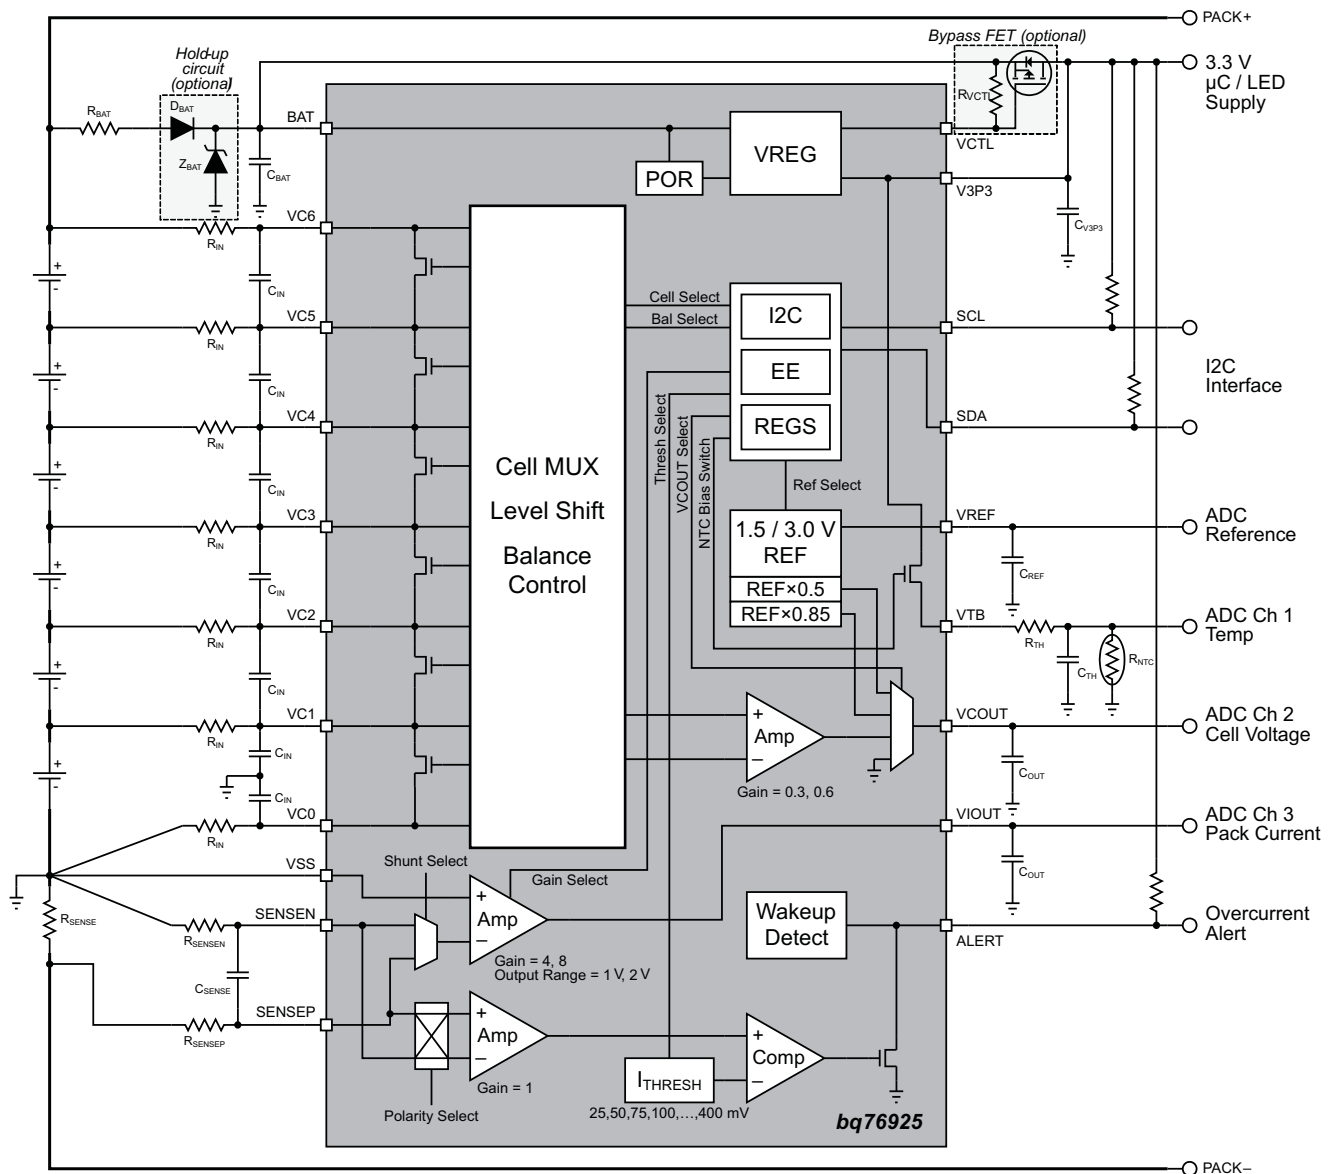 PACK+
Bypass FET (optional)
Hold-up
circuit
(optional)
3.3 V
µC / LED
Supply
RBAT
DBAT
ZBAT
CBAT
BAT
VREG
POR
RVCTL
VCTL
V3P3
CV3P3
VC6
RIN
CIN
VC5
RIN
CIN
VC4
RIN
CIN
VC3
RIN
CIN
VC2
RIN
CIN
VC1
RIN
CIN
CIN
VC0
RIN
Cell MUX
Level Shift
Balance
Control
Cell Select
Bal Select
I2C
EE
REGS
SCL
I2C
Interface
SDA
Thresh Select
VCOUT Select
NTC Bias Switch
Ref Select
1.5 / 3.0 V
REF
REF×0.5
REF×0.85
VREF
CREF
ADC
Reference
VTB
RTH
CTH
RNTC
ADC Ch 1
Temp
+
Amp
–
Gain = 0.3, 0.6
VCOUT
COUT
ADC Ch 2
Cell Voltage
VIOUT
COUT
ADC Ch 3
Pack Current
+
-
+
-
+
-
+
-
+
-
+
-
VSS
Shunt Select
Gain Select
RSENSE
RSENSEN
SENSEN
CSENSE
RSENSEP
SENSEP
+
Amp
–
Gain = 4, 8
Output Range = 1 V, 2 V
Wakeup
Detect
ALERT
Overcurrent
Alert
+
Amp
–
Gain = 1
Polarity Select
ITHRESH
25,50,75,100,…,400 mV
+
Comp
–
bq76925
PACK–